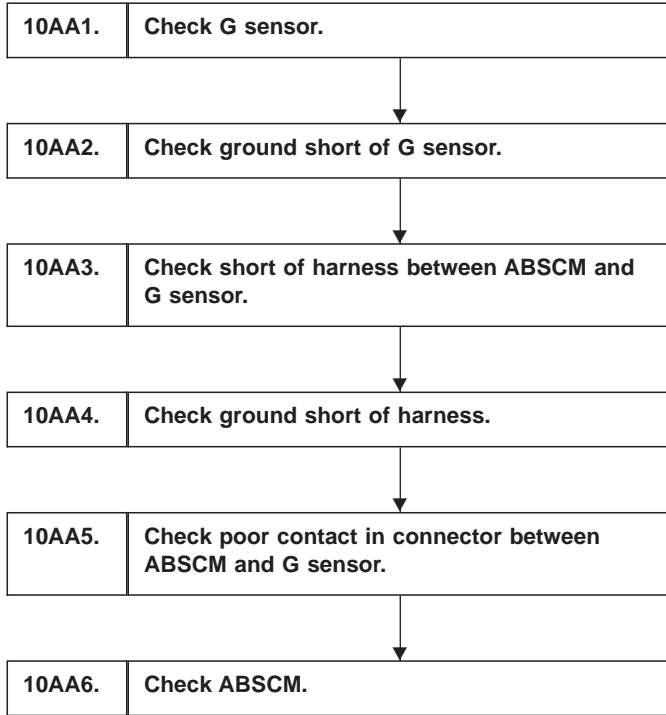 10AA1. Check G sensor.
10AA2. Check ground short of G sensor.
10AA3. Check short of harness between ABSCM and
G sensor.
10AA4. Check ground short of harness.
10AA5. Check poor contact in connector between
ABSCM and G sensor.
10AA6. Check ABSCM.